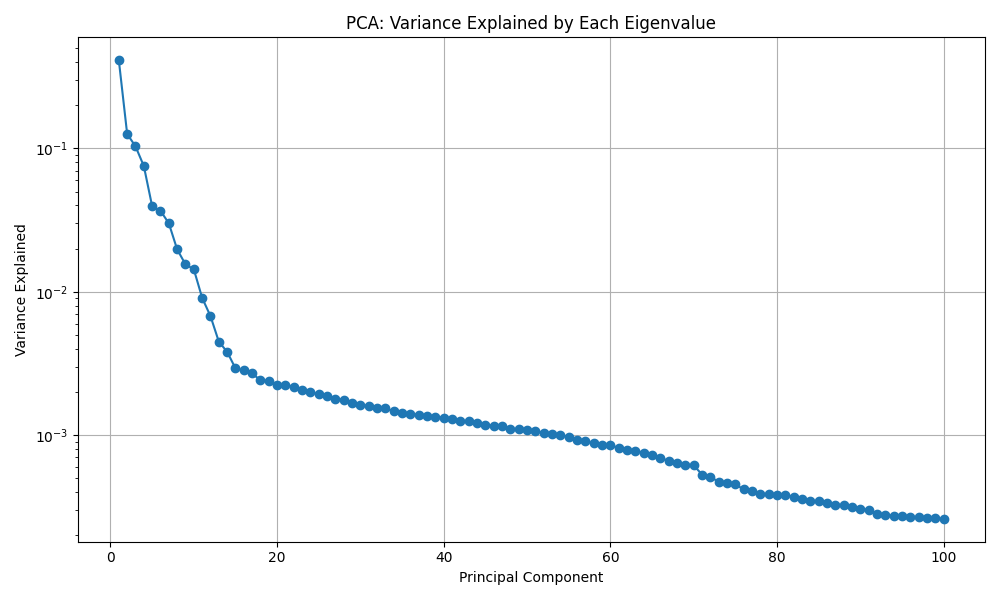 PCA: Variance Explained by Each Eigenvalue
Variance Explained
10⁻¹
10⁻²
10⁻³
0 20 40 60 80 100
Principal Component